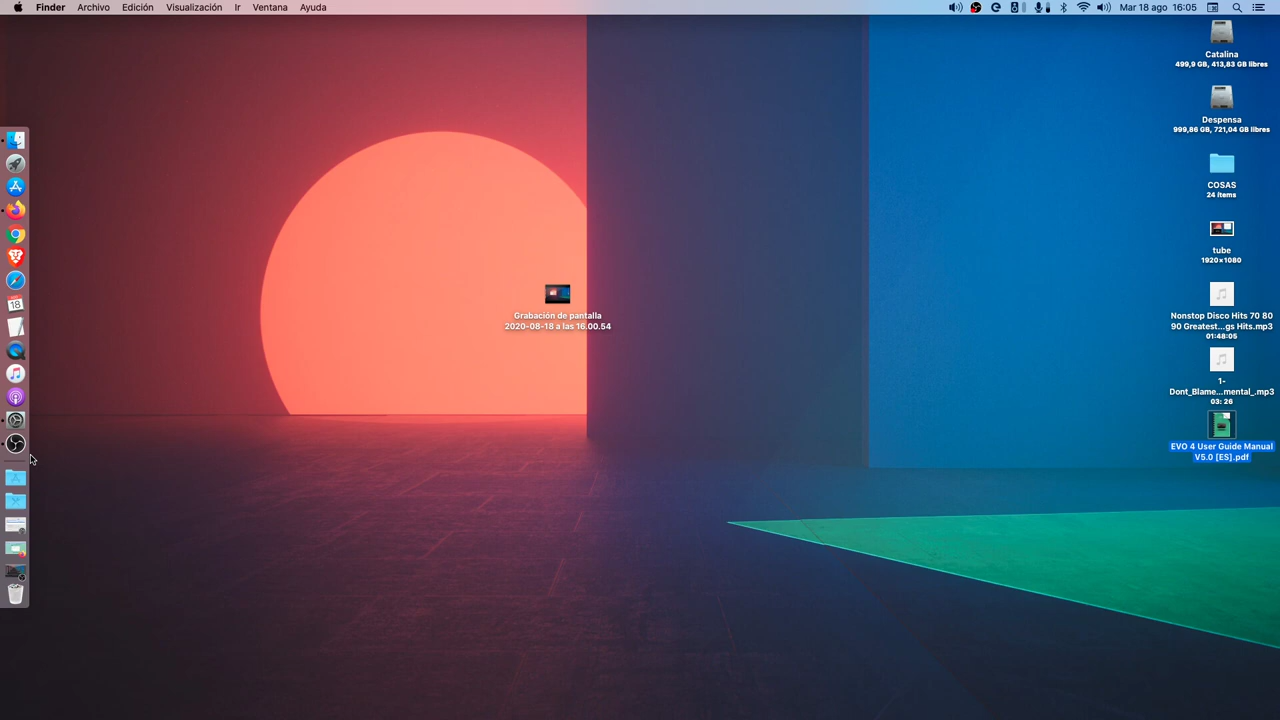 Finder Archivo Edición Visualización Ir Ventana Ayuda
Mar 18 ago 16:05
Catalina
499,9 GB, 413,83 GB libres
Despensa
999,86 GB, 721,04 GB libres
COSAS
24 ítems
tube
1920×1080
Nonstop Disco Hits 70 80
90 Greatest...gs Hits.mp3
01:48:05
1-
Dont_Blame...mental_.mp3
03: 26
EVO 4 User Guide Manual
V5.0 [ES].pdf
Grabación de pantalla
2020-08-18 a las 16.00.54
18